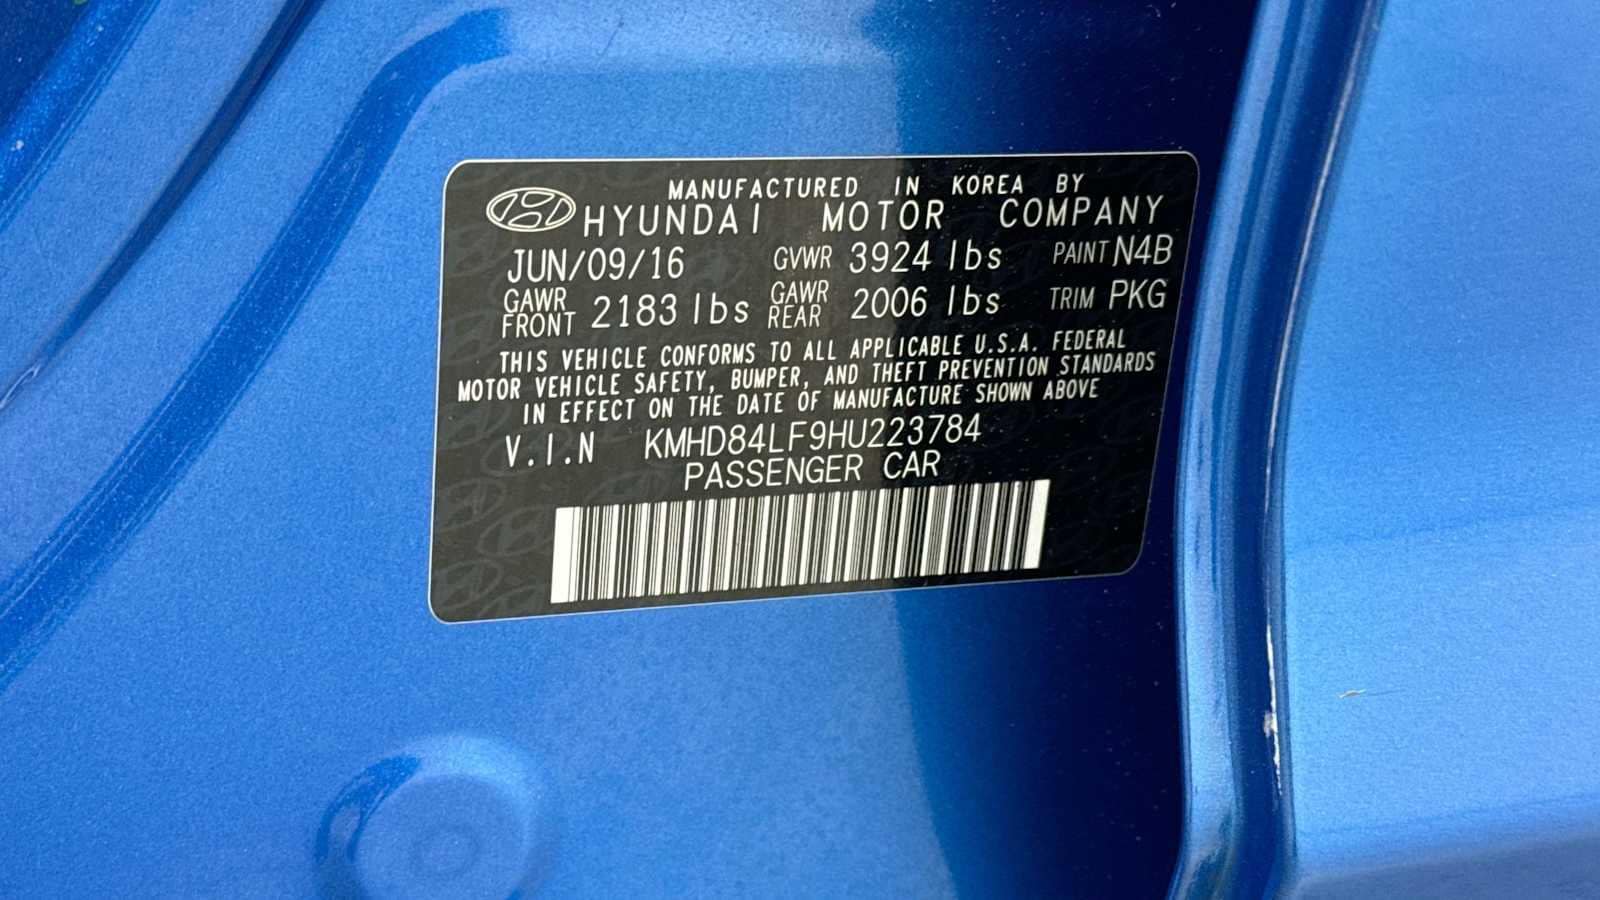 MANUFACTURED IN KOREA BY
HYUNDAI MOTOR COMPANY
JUN/09/16 GVWR 3924 lbs PAINT N4B
GAWR FRONT 2183 lbs GAWR REAR 2006 lbs TRIM PKG
THIS VEHICLE CONFORMS TO ALL APPLICABLE U.S.A. FEDERAL
MOTOR VEHICLE SAFETY, BUMPER, AND THEFT PREVENTION STANDARDS
IN EFFECT ON THE DATE OF MANUFACTURE SHOWN ABOVE
V.I.N KMHD84LF9HU223784
PASSENGER CAR